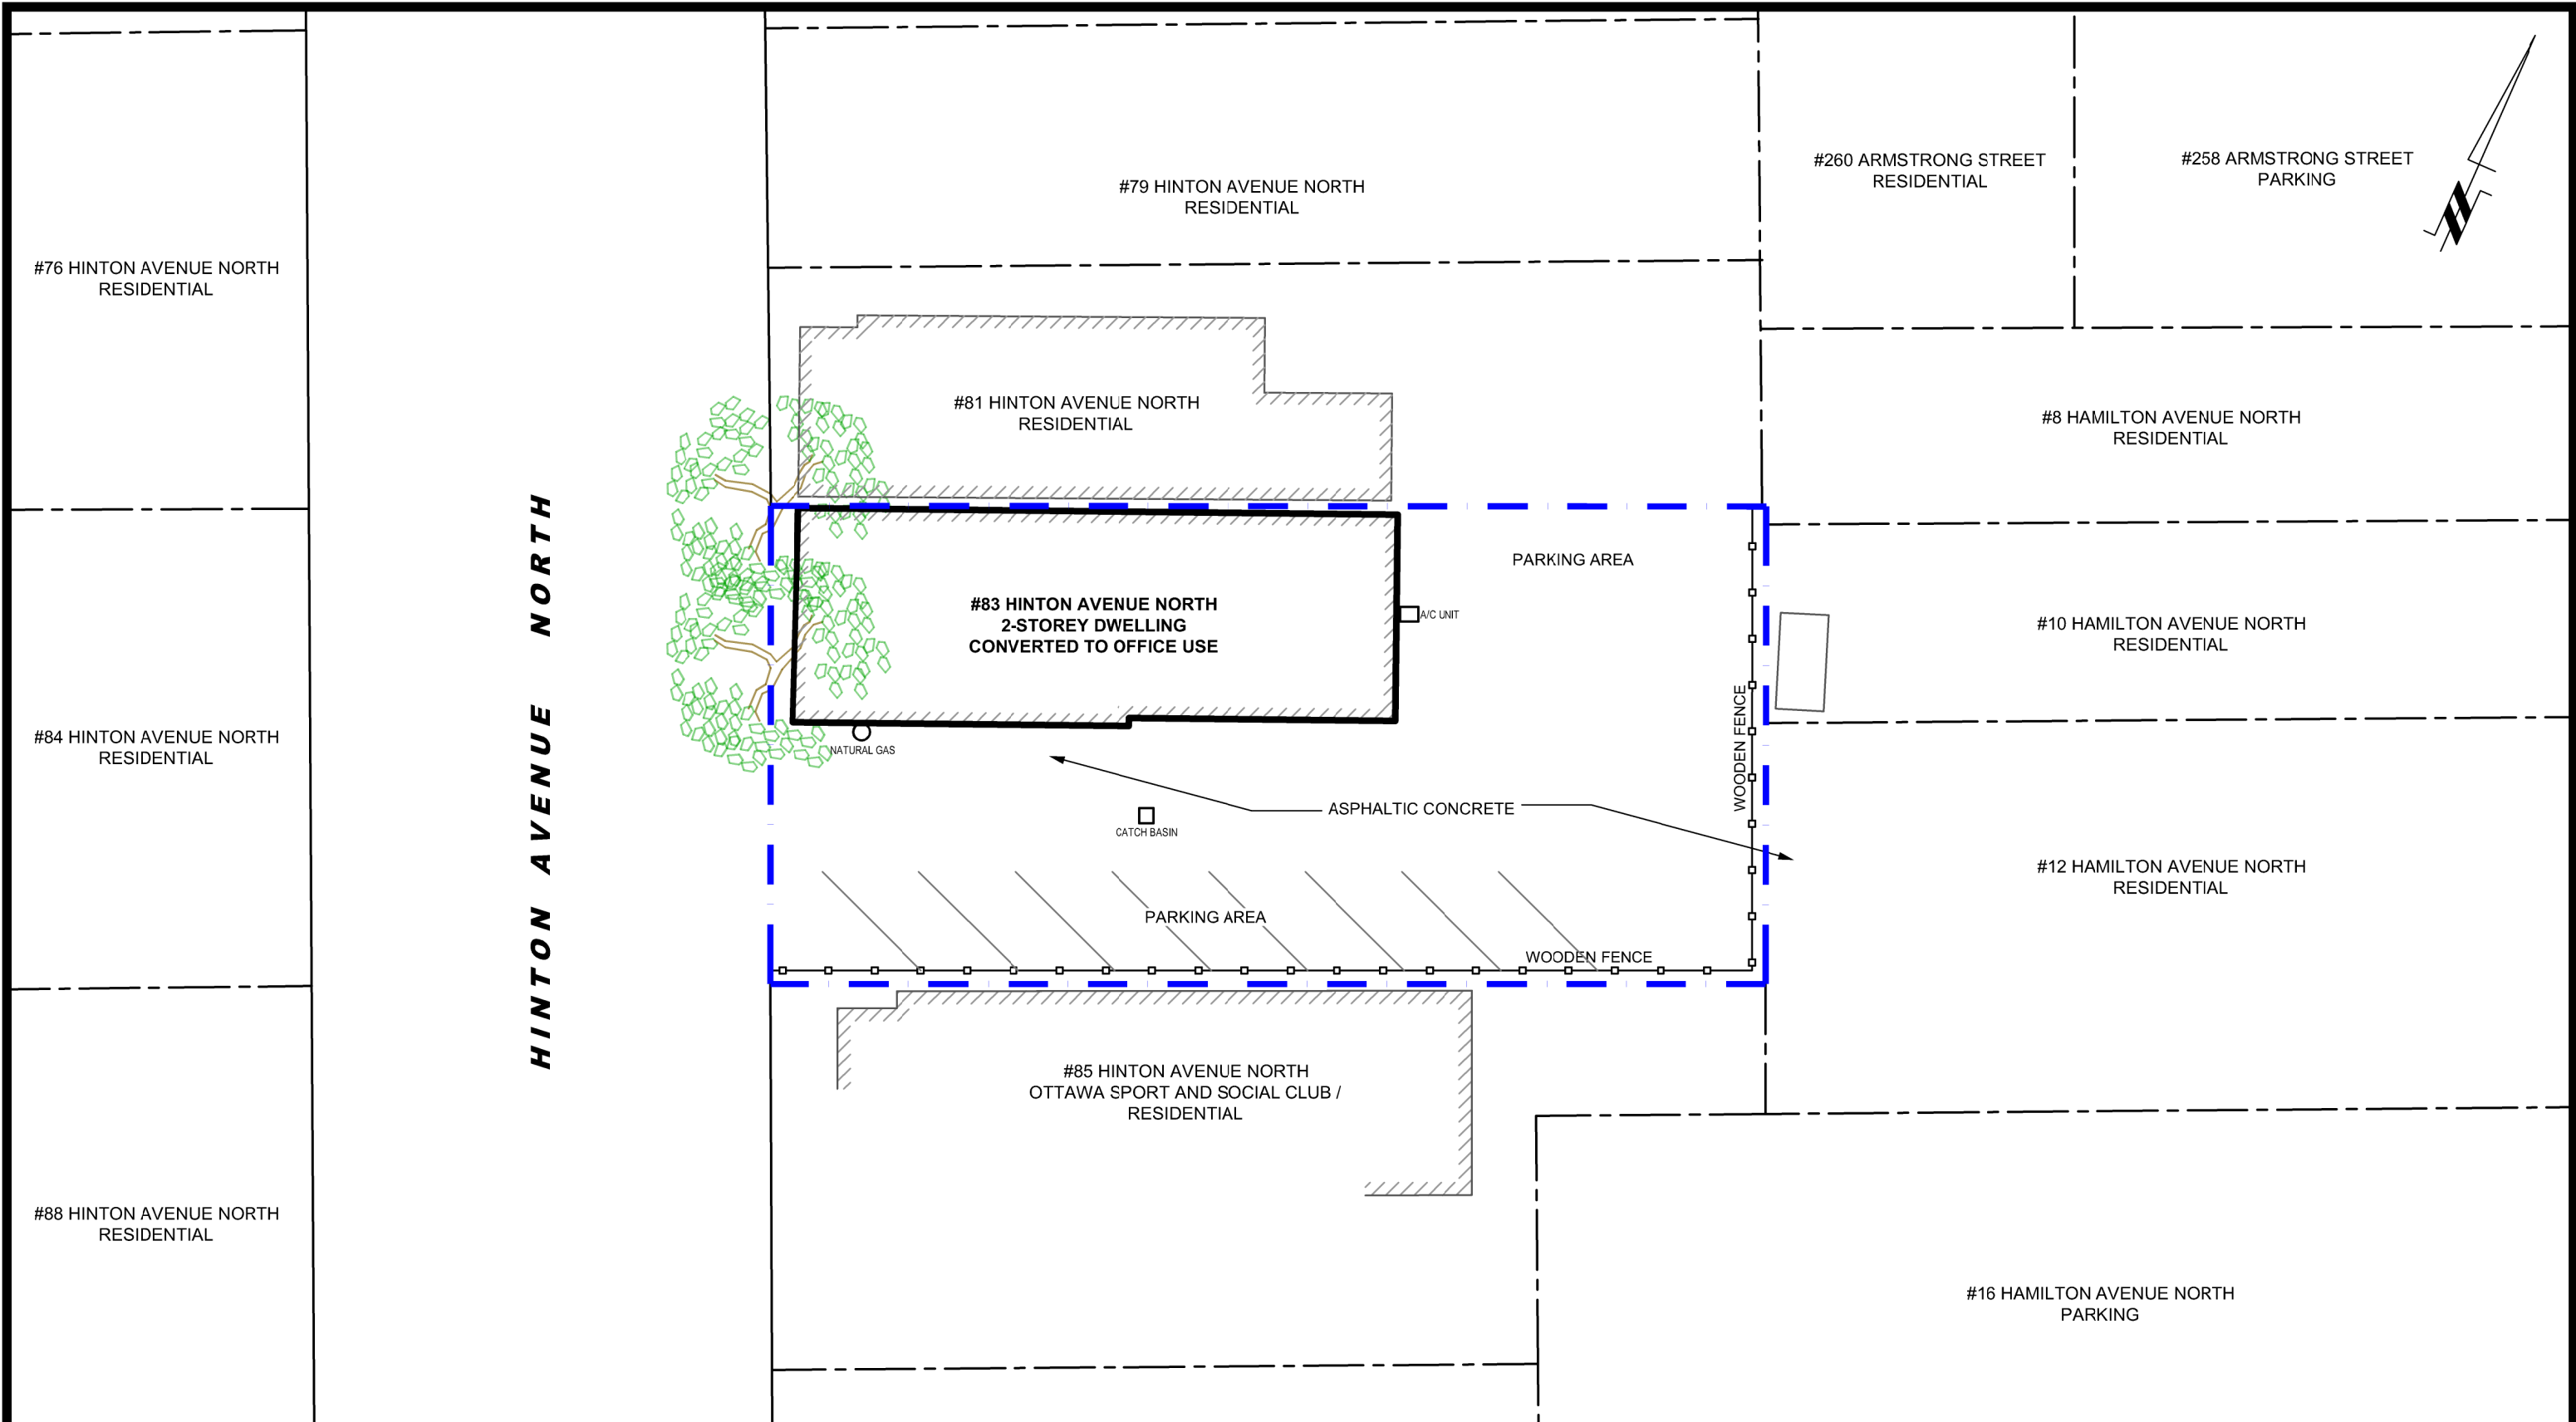 #79 HINTON AVENUE NORTH
RESIDENTIAL
#260 ARMSTRONG STREET
RESIDENTIAL
#258 ARMSTRONG STREET
PARKING
#76 HINTON AVENUE NORTH
RESIDENTIAL
#81 HINTON AVENUE NORTH
RESIDENTIAL
#8 HAMILTON AVENUE NORTH
RESIDENTIAL
HINTON AVENUE NORTH
#83 HINTON AVENUE NORTH
2-STOREY DWELLING
CONVERTED TO OFFICE USE
PARKING AREA
A/C UNIT
#10 HAMILTON AVENUE NORTH
RESIDENTIAL
WOODEN FENCE
#84 HINTON AVENUE NORTH
RESIDENTIAL
NATURAL GAS
ASPHALTIC CONCRETE
CATCH BASIN
#12 HAMILTON AVENUE NORTH
RESIDENTIAL
PARKING AREA
WOODEN FENCE
#85 HINTON AVENUE NORTH
OTTAWA SPORT AND SOCIAL CLUB /
RESIDENTIAL
#88 HINTON AVENUE NORTH
RESIDENTIAL
#16 HAMILTON AVENUE NORTH
PARKING